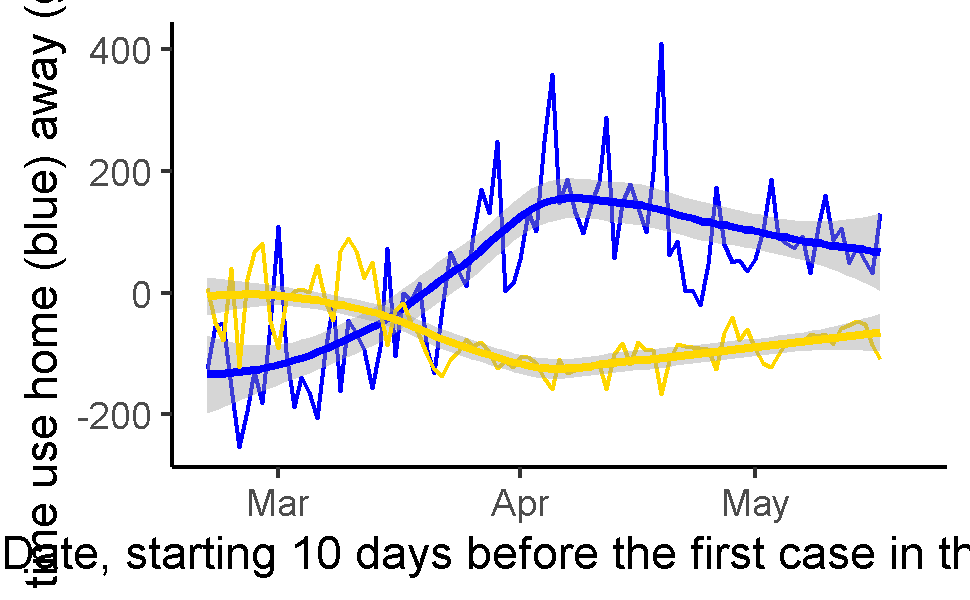 time use home (blue) away (
400
200
0
-200
Mar Apr May
Date, starting 10 days before the first case in th